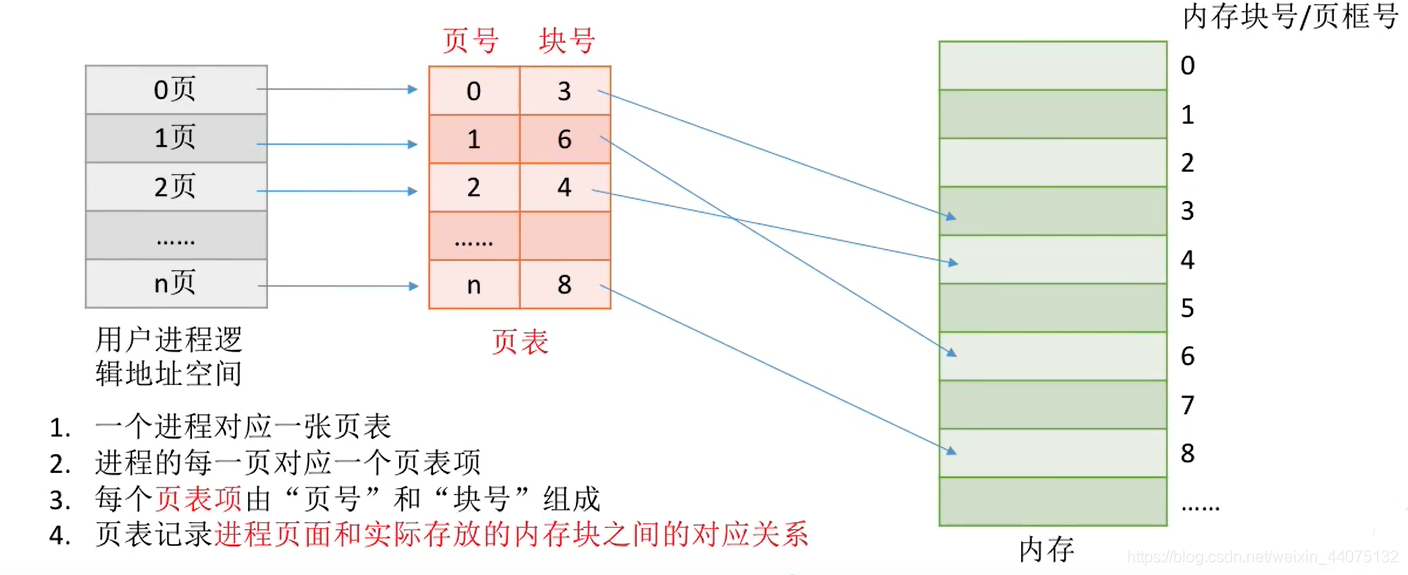 内存块号/页框号
页号 块号
0页
1页
2页
……
n页
用户进程逻
辑地址空间
0 3
1 6
2 4
……
n 8
页表
0
1
2
3
4
5
6
7
8
……
内存
1. 一个进程对应一张页表
2. 进程的每一页对应一个页表项
3. 每个页表项由“页号”和“块号”组成
4. 页表记录进程页面和实际存放的内存块之间的对应关系
https://blog.csdn.net/weixin_44075132